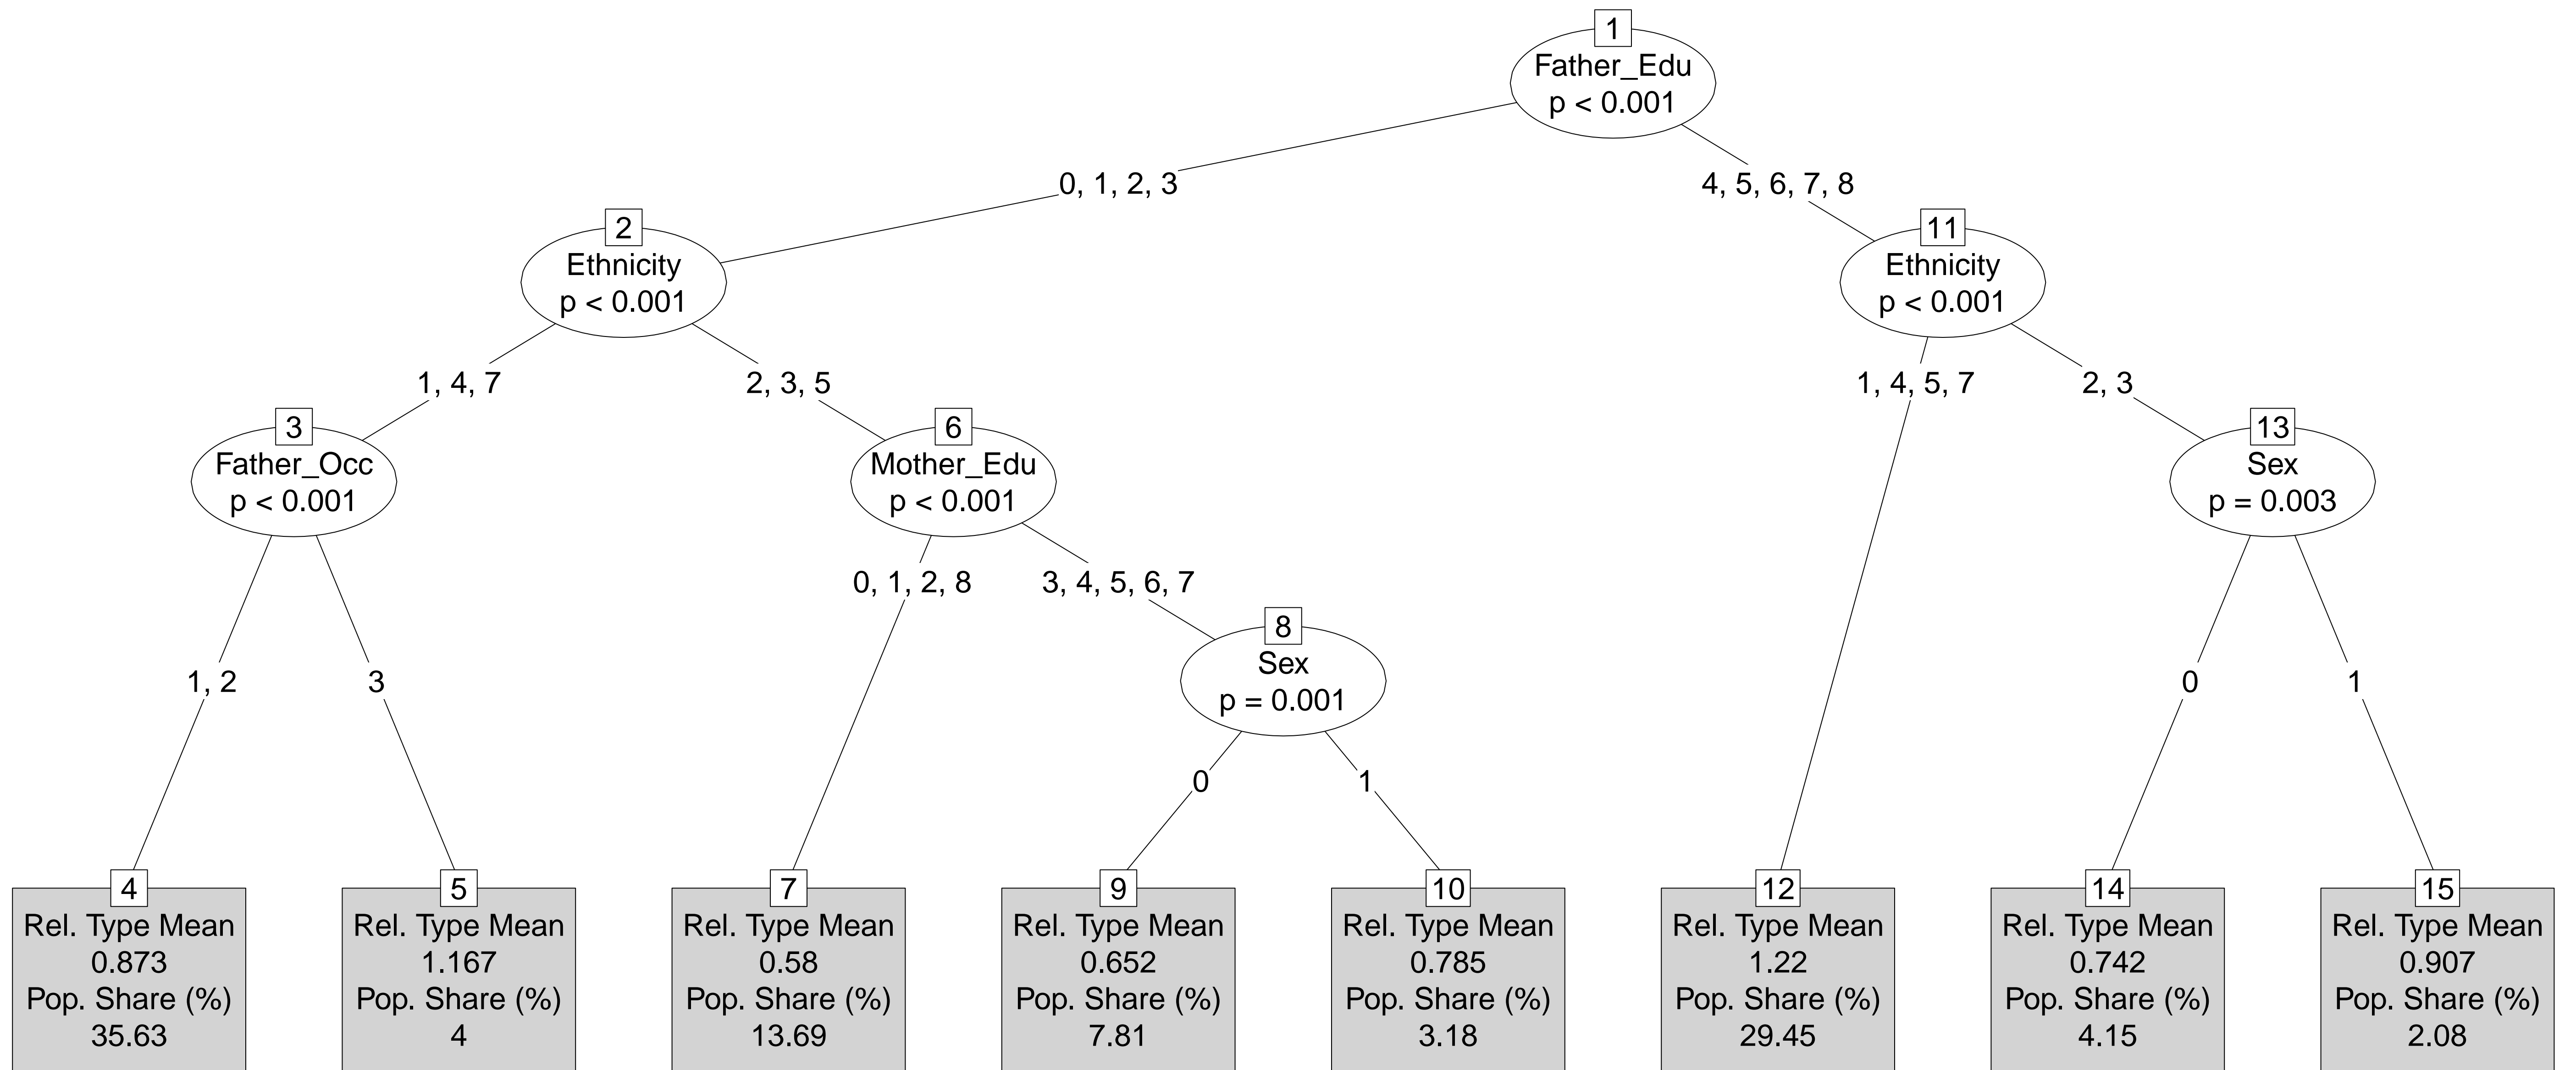 1
Father_Edu
p < 0.001
0, 1, 2, 3
4, 5, 6, 7, 8
2
Ethnicity
p < 0.001
11
Ethnicity
p < 0.001
1, 4, 7
2, 3, 5
1, 4, 5, 7
2, 3
3
Father_Occ
p < 0.001
6
Mother_Edu
p < 0.001
13
Sex
p = 0.003
0, 1, 2, 8
3, 4, 5, 6, 7
8
Sex
p = 0.001
1, 2
3
0
1
0
1
4
Rel. Type Mean
0.873
Pop. Share (%)
35.63
5
Rel. Type Mean
1.167
Pop. Share (%)
4
7
Rel. Type Mean
0.58
Pop. Share (%)
13.69
9
Rel. Type Mean
0.652
Pop. Share (%)
7.81
10
Rel. Type Mean
0.785
Pop. Share (%)
3.18
12
Rel. Type Mean
1.22
Pop. Share (%)
29.45
14
Rel. Type Mean
0.742
Pop. Share (%)
4.15
15
Rel. Type Mean
0.907
Pop. Share (%)
2.08